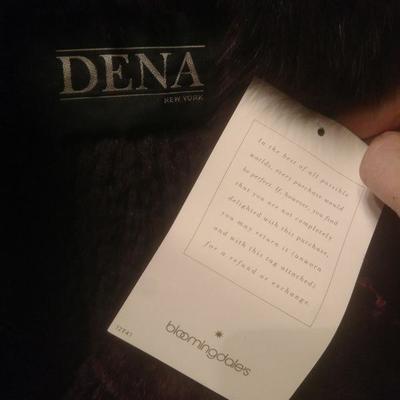 DENA
NEW YORK
In the best of all possible
worlds, every purchase would
be perfect. If, however, you find
that you are not completely
delighted with this purchase,
you may return it (unworn
and with this tag attached)
for a refund or exchange.
bloomingdale's